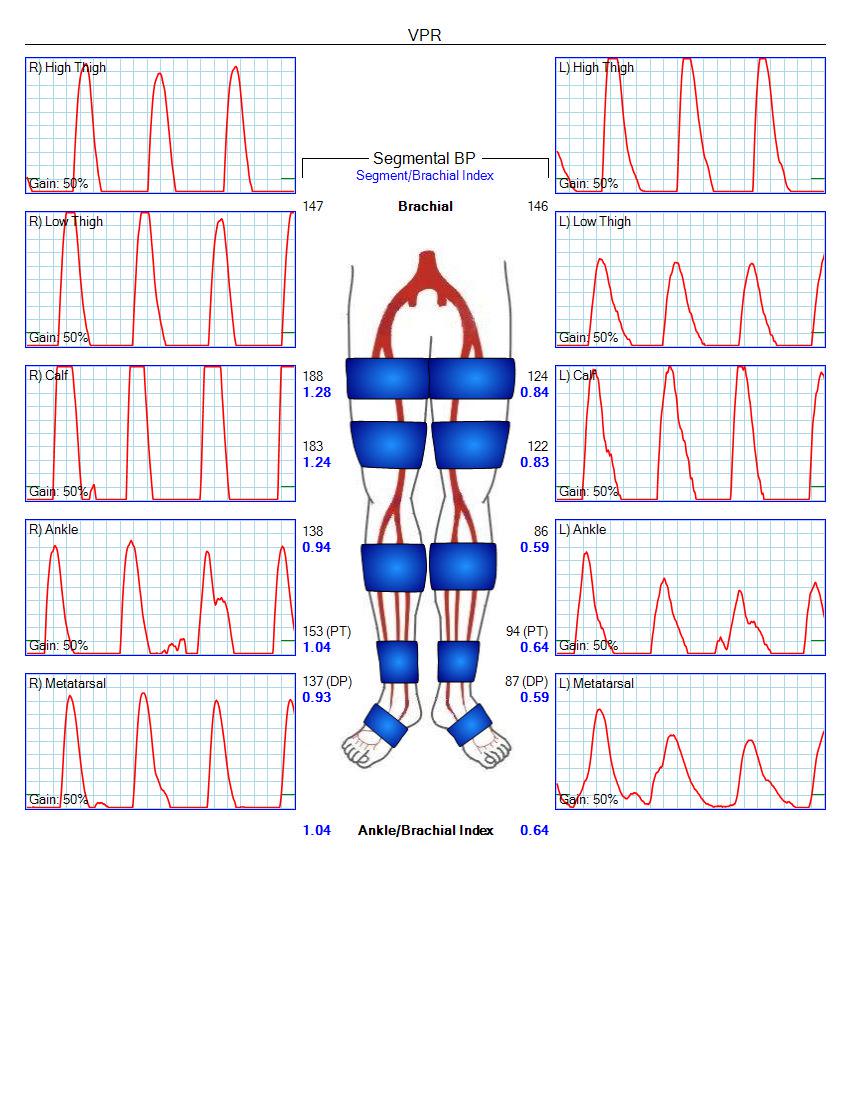 VPR
R) High Thigh
Gain: 50%
L) High Thigh
Gain: 50%
Segmental BP
Segment/Brachial Index
147 Brachial 146
R) Low Thigh
Gain: 50%
L) Low Thigh
Gain: 50%
R) Calf
Gain: 50%
188
1.28
124
0.84
L) Calf
Gain: 50%
183
1.24
122
0.83
R) Ankle
Gain: 50%
138
0.94
86
0.59
L) Ankle
Gain: 50%
153 (PT)
1.04
94 (PT)
0.64
R) Metatarsal
Gain: 50%
137 (DP)
0.93
87 (DP)
0.59
L) Metatarsal
Gain: 50%
1.04 Ankle/Brachial Index 0.64